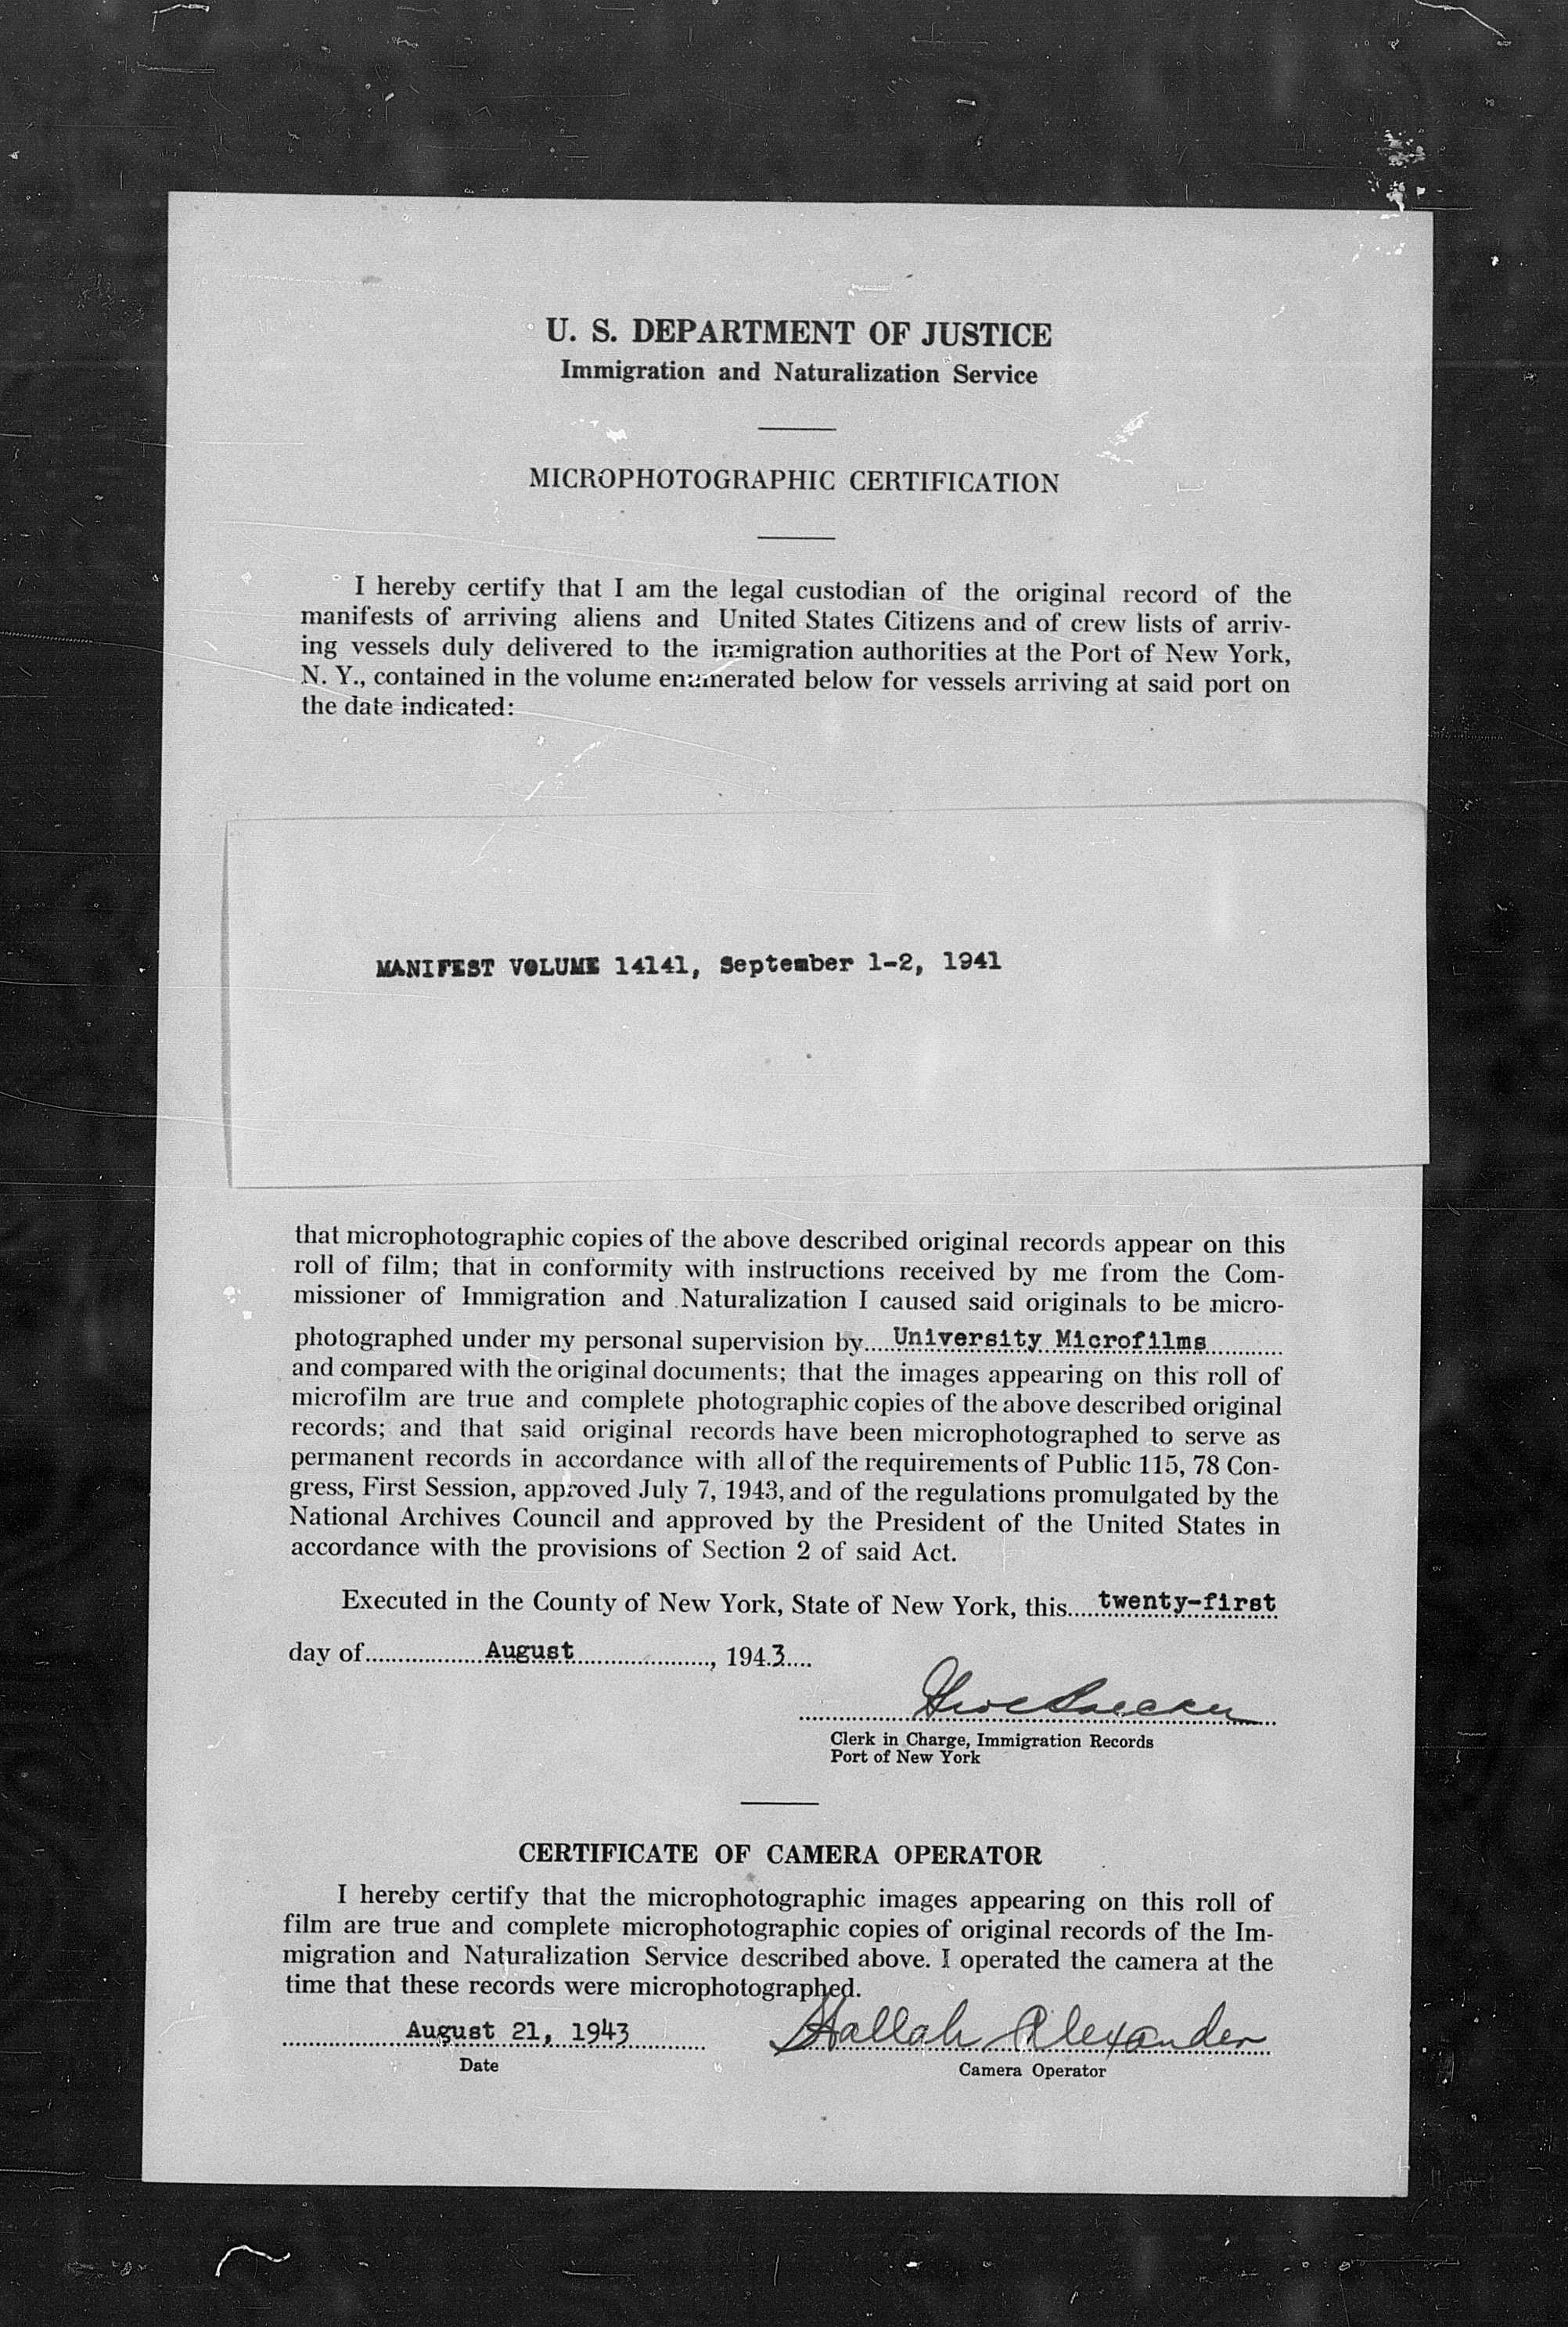 U. S. DEPARTMENT OF JUSTICE
Immigration and Naturalization Service
MICROPHOTOGRAPHIC CERTIFICATION
I hereby certify that I am the legal custodian of the original record of the
manifests of arriving aliens and United States Citizens and of crew lists of arriv-
ing vessels duly delivered to the immigration authorities at the Port of New York,
N. Y., contained in the volume enumerated below for vessels arriving at said port on
the date indicated:
MANIFEST VOLUME 14141, September 1-2, 1941
that microphotographic copies of the above described original records appear on this
roll of film; that in conformity with instructions received by me from the Com-
missioner of Immigration and Naturalization I caused said originals to be micro-
photographed under my personal supervision by University Microfilms
and compared with the original documents; that the images appearing on this roll of
microfilm are true and complete photographic copies of the above described original
records; and that said original records have been microphotographed to serve as
permanent records in accordance with all of the requirements of Public 115, 78 Con-
gress, First Session, approved July 7, 1943, and of the regulations promulgated by the
National Archives Council and approved by the President of the United States in
accordance with the provisions of Section 2 of said Act.
Executed in the County of New York, State of New York, this twenty-first
day of August, 1943
Clerk in Charge, Immigration Records
Port of New York
CERTIFICATE OF CAMERA OPERATOR
I hereby certify that the microphotographic images appearing on this roll of
film are true and complete microphotographic copies of original records of the Im-
migration and Naturalization Service described above. I operated the camera at the
time that these records were microphotographed.
August 21, 1943 Hallah Alexander
Date Camera Operator